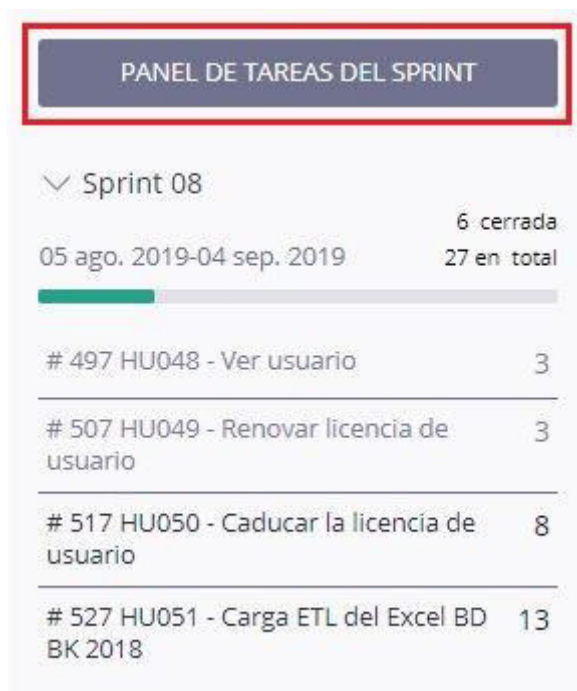 PANEL DE TAREAS DEL SPRINT
Sprint 08
6 cerrada
05 ago. 2019-04 sep. 2019
27 en total
# 497 HU048 - Ver usuario 3
# 507 HU049 - Renovar licencia de 3
usuario
# 517 HU050 - Caducar la licencia de 8
usuario
# 527 HU051 - Carga ETL del Excel BD 13
BK 2018